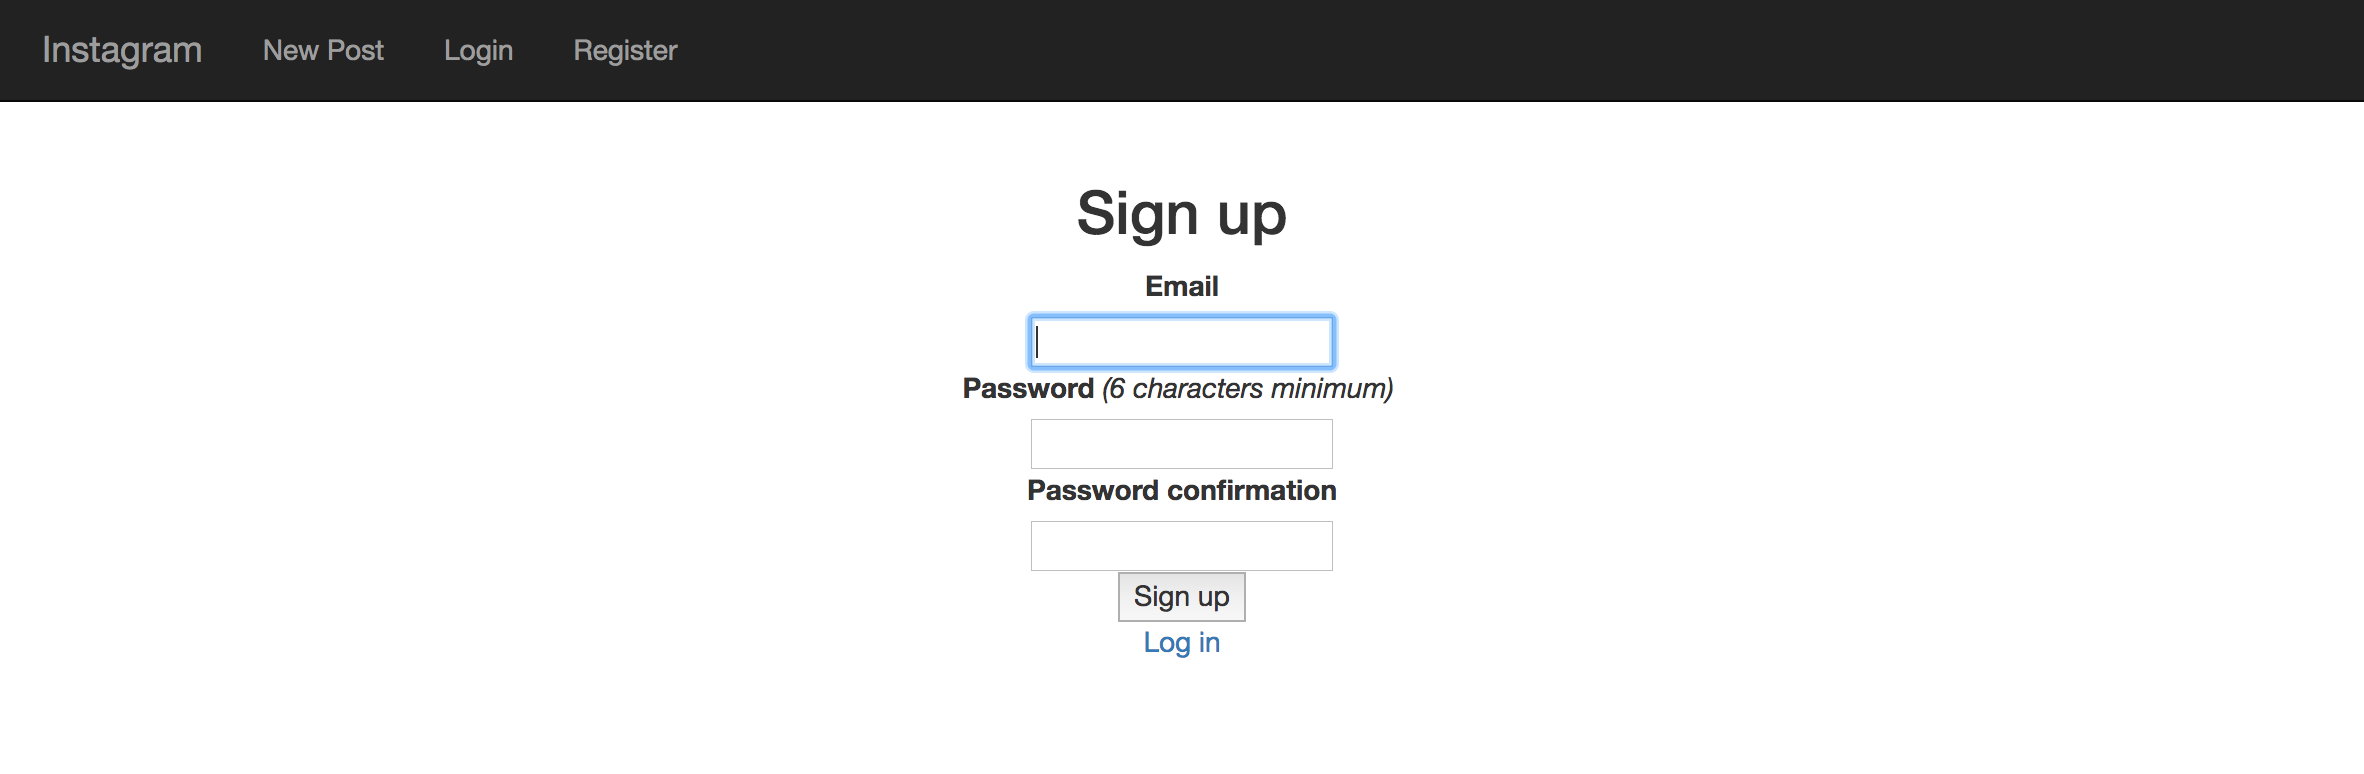 Instagram New Post Login Register
Sign up
Email
Password (6 characters minimum)
Password confirmation
Sign up
Log in